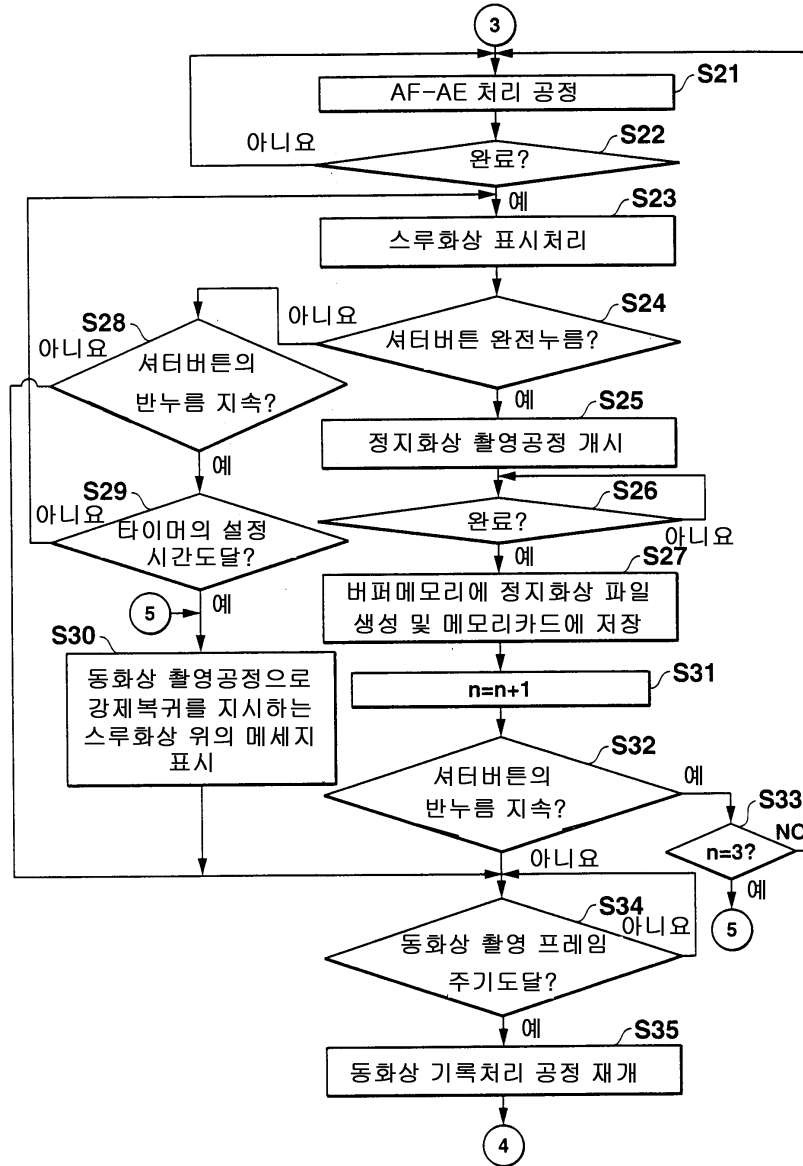 3
S21
AF-AE 처리 공정
S22
아니요
완료?
예
S23
스루화상 표시처리
S24
아니요
셔터버튼 완전누름?
예
S28
아니요
셔터버튼의
반누름 지속?
예
S25
정지화상 촬영공정 개시
S26
완료?
아니요
예
S29
아니요
타이머의 설정
시간도달?
예
5
S27
버퍼메모리에 정지화상 파일
생성 및 메모리카드에 저장
S30
동화상 촬영공정으로
강제복귀를 지시하는
스루화상 위의 메세지
표시
S31
n=n+1
S32
셔터버튼의
반누름 지속?
예
아니요
S33
n=3?
NO
예
5
S34
아니요
동화상 촬영 프레임
주기도달?
예
S35
동화상 기록처리 공정 재개
4